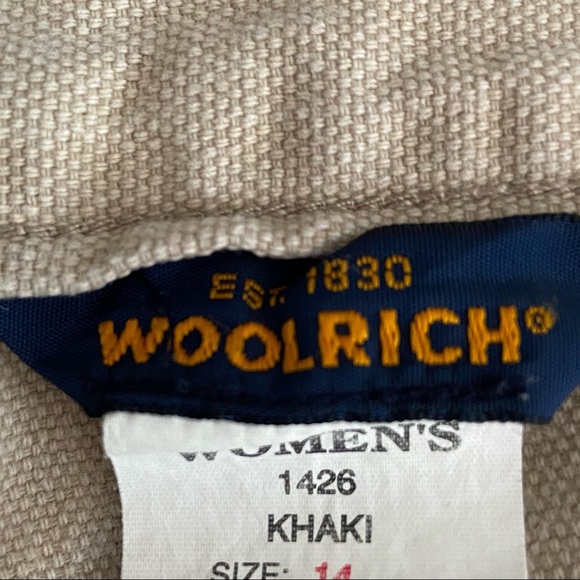 EST. 1830
WOOLRICH®
WOMEN'S
1426
KHAKI
SIZE: 14